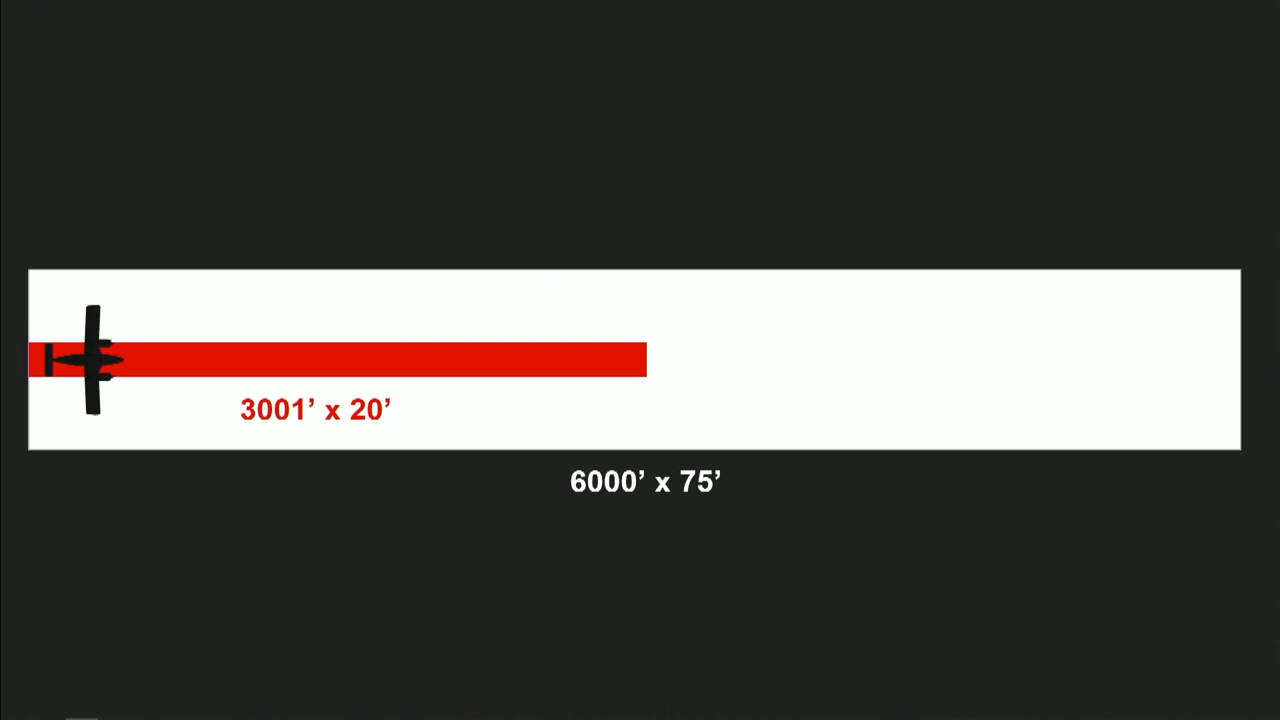 3001’ x 20’
6000’ x 75’